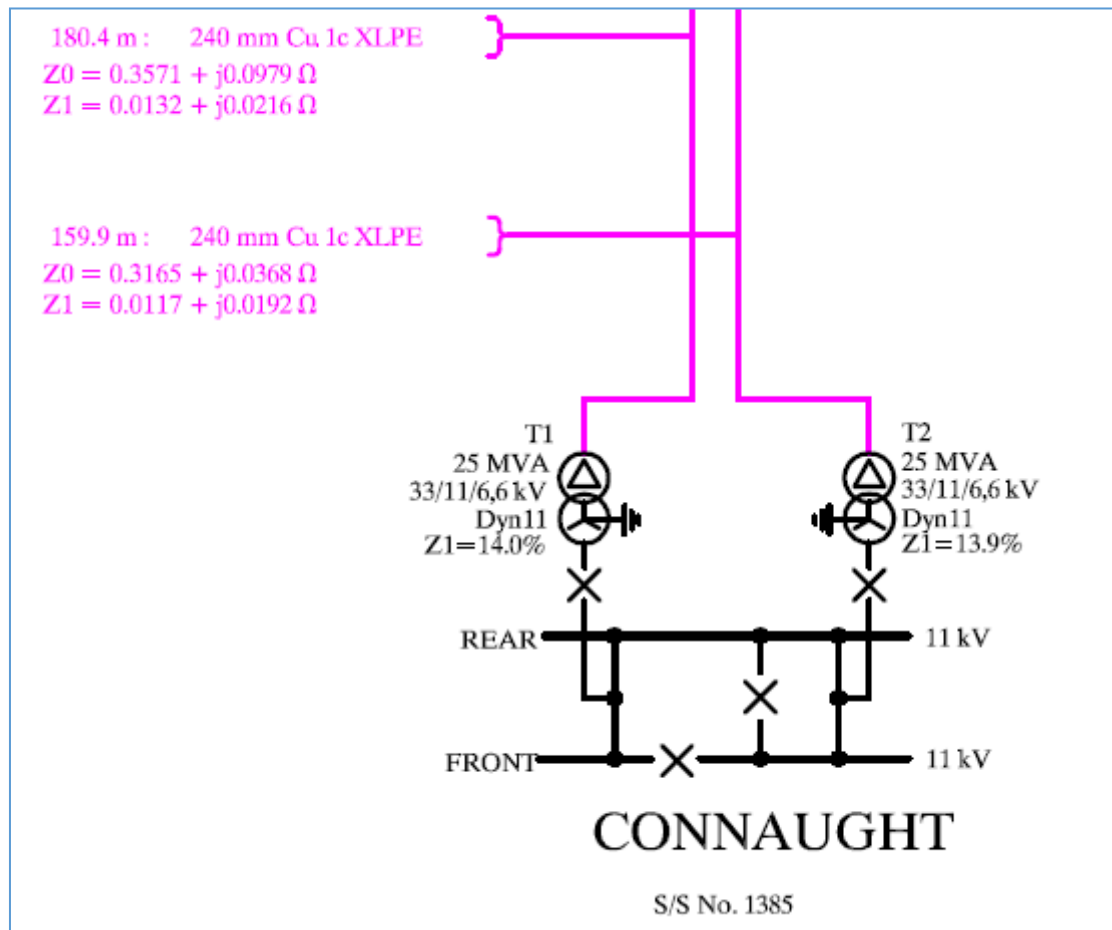 180.4 m : 240 mm Cu, 1c XLPE
Z0 = 0.3571 + j0.0979 Ω
Z1 = 0.0132 + j0.0216 Ω
159.9 m : 240 mm Cu, 1c XLPE
Z0 = 0.3165 + j0.0368 Ω
Z1 = 0.0117 + j0.0192 Ω
T1
25 MVA
33/11/6,6 kV
Dyn11
Z1=14.0%
T2
25 MVA
33/11/6,6 kV
Dyn11
Z1=13.9%
REAR 11 kV
FRONT 11 kV
CONNAUGHT
S/S No. 1385